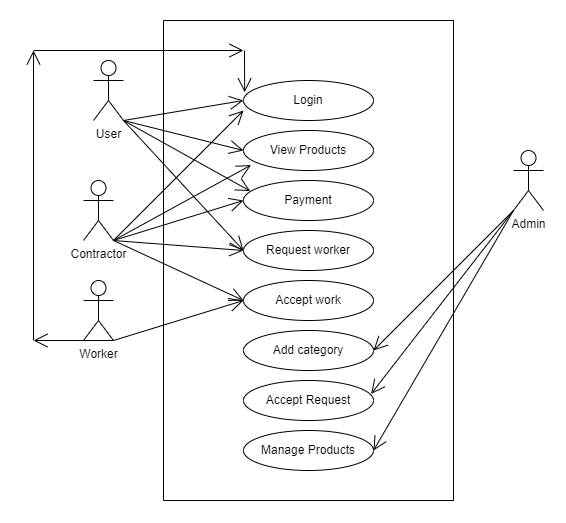 Login
User
View Products
Payment
Admin
Contractor
Request worker
Accept work
Worker
Add category
Accept Request
Manage Products